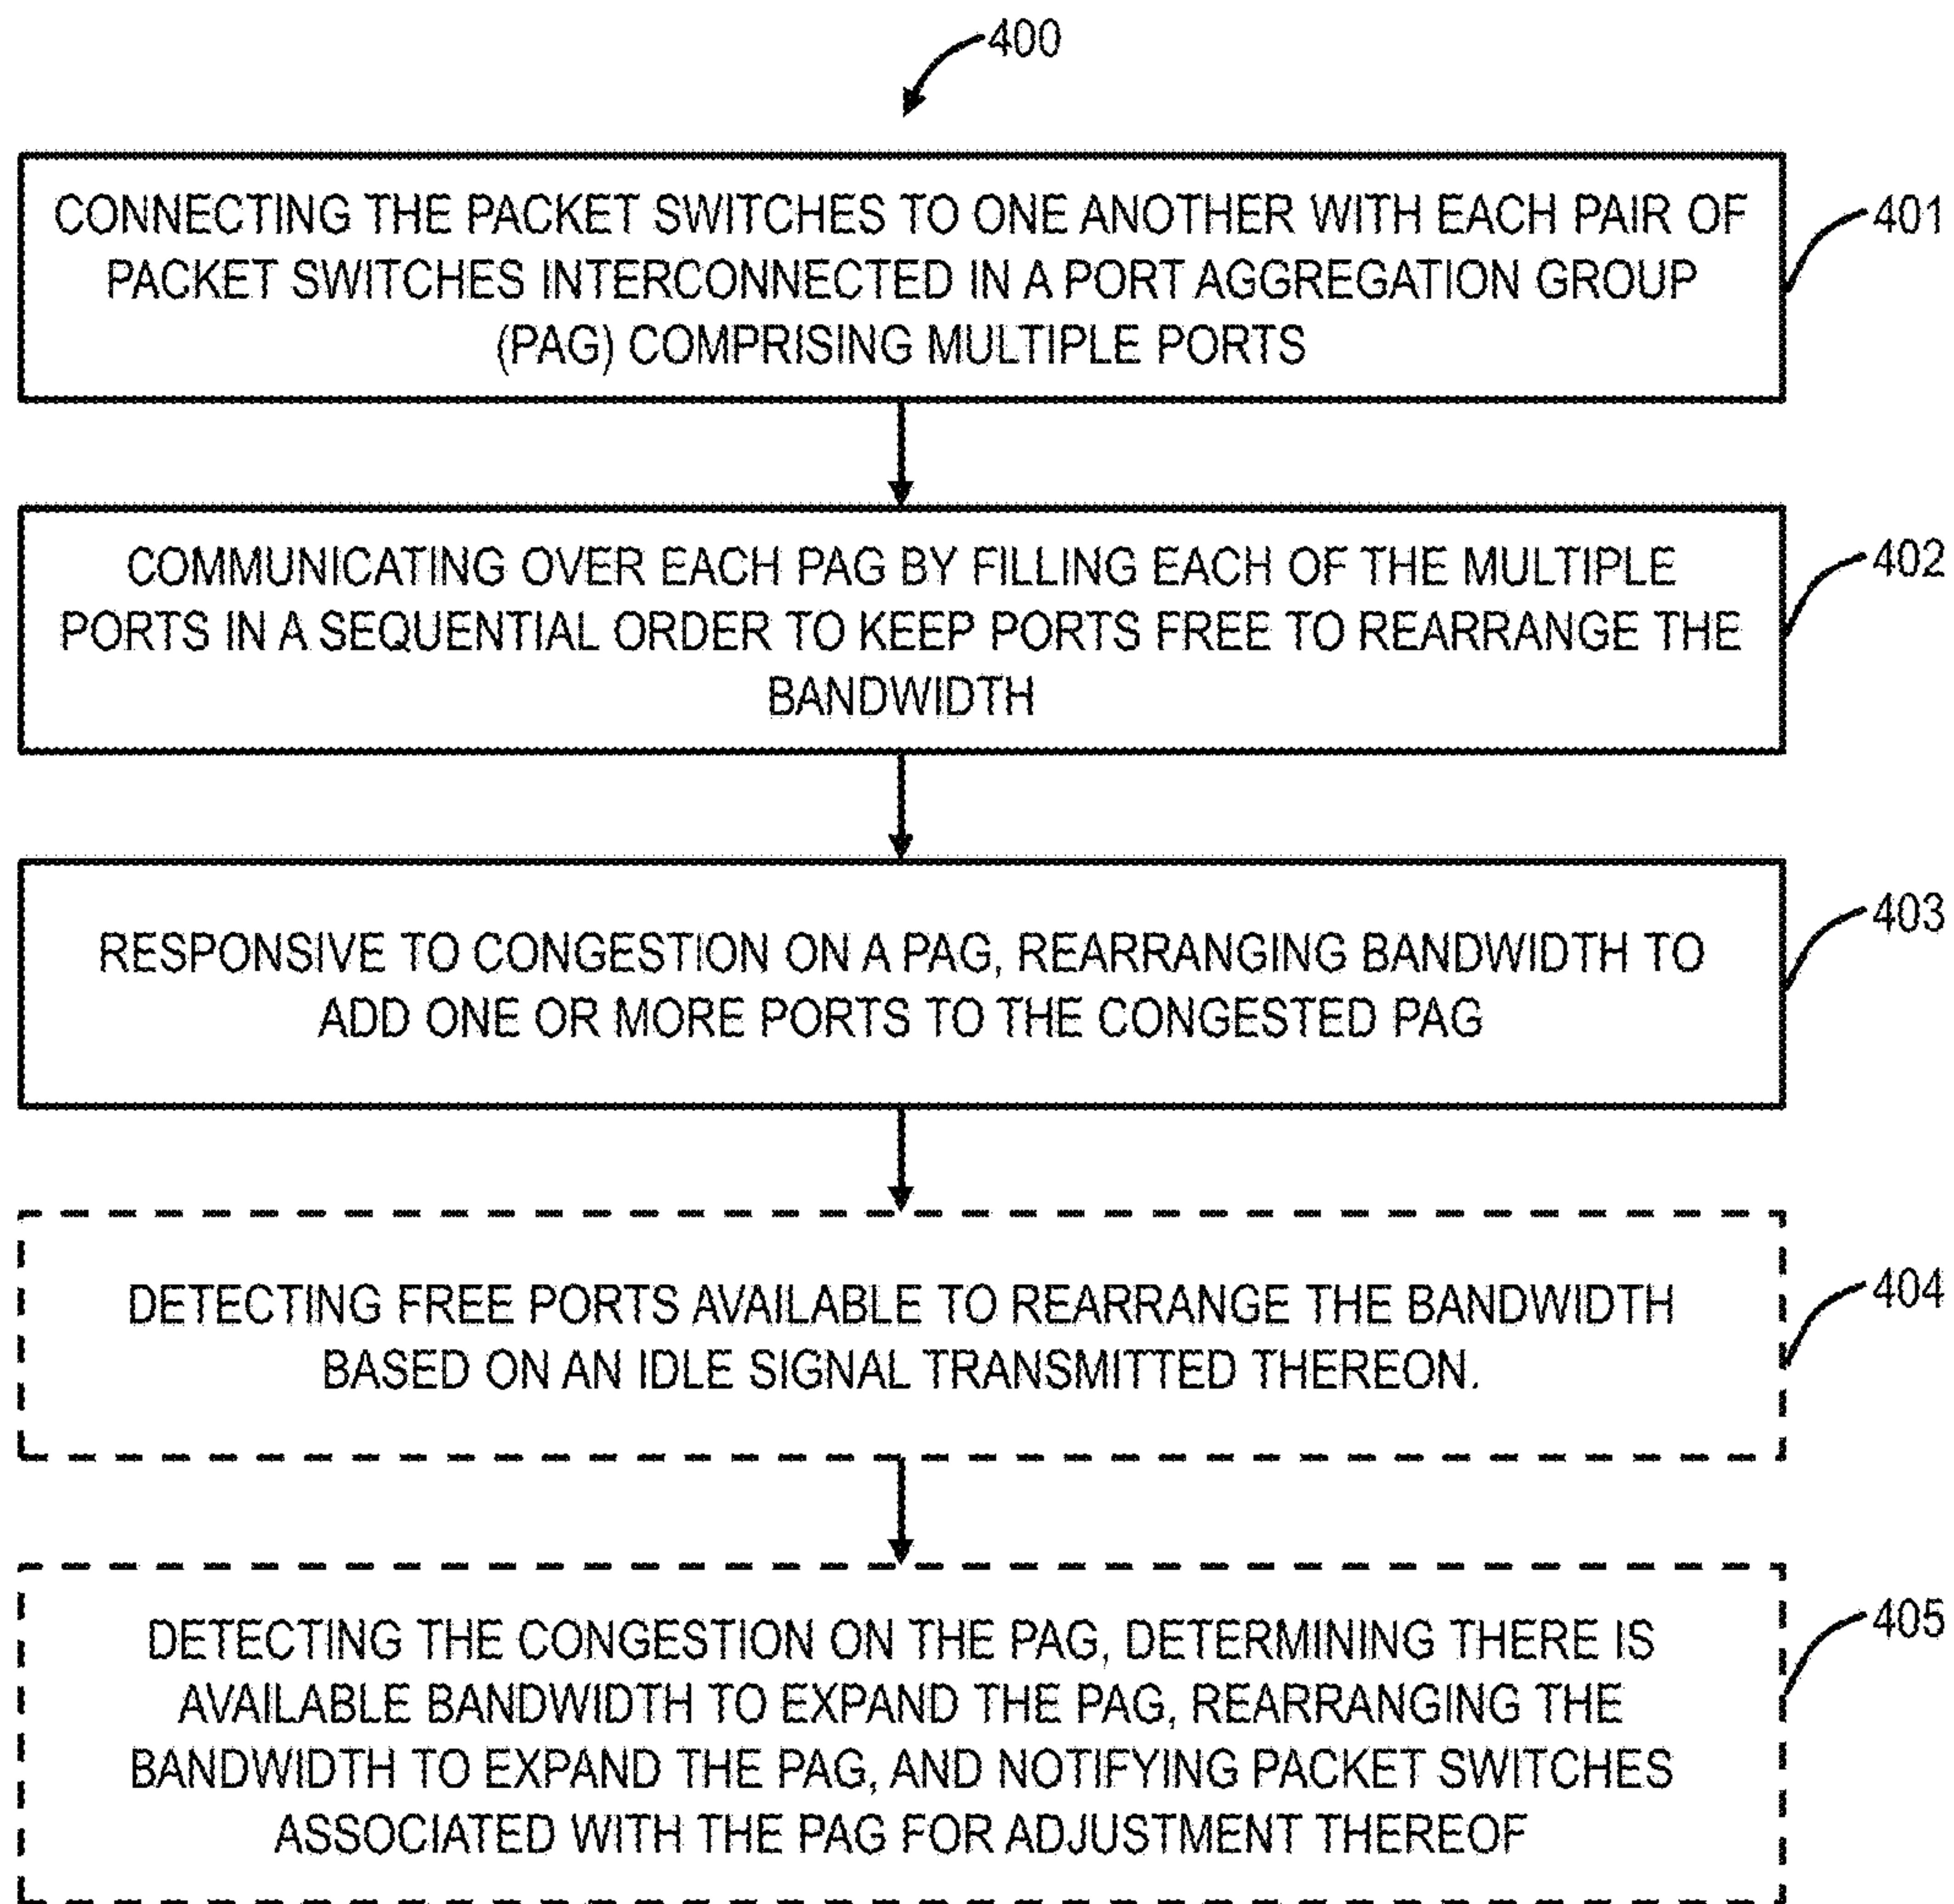 400
CONNECTING THE PACKET SWITCHES TO ONE ANOTHER WITH EACH PAIR OF
PACKET SWITCHES INTERCONNECTED IN A PORT AGGREGATION GROUP
(PAG) COMPRISING MULTIPLE PORTS
401
COMMUNICATING OVER EACH PAG BY FILLING EACH OF THE MULTIPLE
PORTS IN A SEQUENTIAL ORDER TO KEEP PORTS FREE TO REARRANGE THE
BANDWIDTH
402
RESPONSIVE TO CONGESTION ON A PAG, REARRANGING BANDWIDTH TO
ADD ONE OR MORE PORTS TO THE CONGESTED PAG
403
DETECTING FREE PORTS AVAILABLE TO REARRANGE THE BANDWIDTH
BASED ON AN IDLE SIGNAL TRANSMITTED THEREON.
404
DETECTING THE CONGESTION ON THE PAG, DETERMINING THERE IS
AVAILABLE BANDWIDTH TO EXPAND THE PAG, REARRANGING THE
BANDWIDTH TO EXPAND THE PAG, AND NOTIFYING PACKET SWITCHES
ASSOCIATED WITH THE PAG FOR ADJUSTMENT THEREOF
405